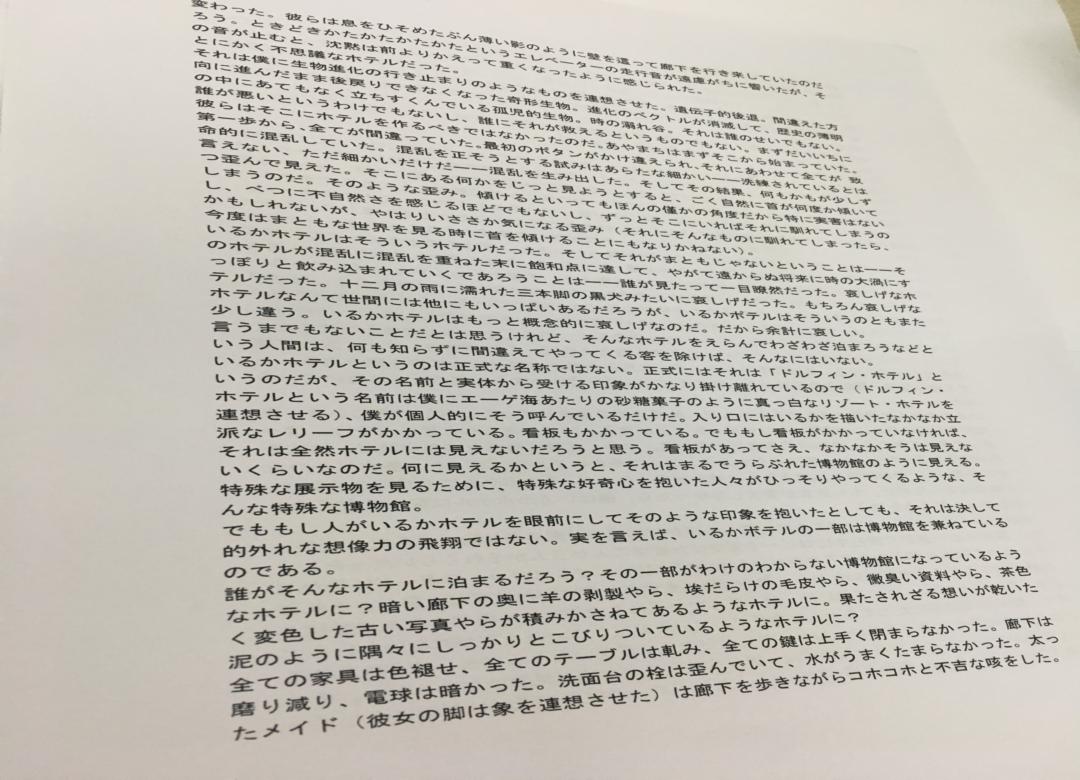 変わった。彼らは息をひそめたぶん薄い影のように壁を這って廊下を行き来していたのだ
ろう。ときどきかたかたかたかたというエレベーターの走行音が遠慮がちに響いたが、そ
の音が止むと、沈黙は前よりかえって重くなったように感じられた。
とにかく不思議なホテルだった。
それは僕に生物進化の行き止まりのようなものを連想させた。遺伝子的後退。間違えた方
向に進んだまま後戻りできなくなった奇形生物。進化のベクトルが消滅して、歴史の薄明
の中にあてもなく立ちすくんでいる孤児的生物。時の溺れ谷。それは誰のせいでもない。
誰が悪いというわけでもないし、誰にそれが救えるというものでもない。まずだいいちに
彼らはそこにホテルを作るべきではなかったのだ。あやまちはまずそこから始まっていた。
第一歩から、全てが間違っていた。最初のボタンがかけ違えられ、それにあわせて全てが 致
命的に混乱していた。混乱を正そうとする試みはあらたな細かい――洗練されているとは
言えない、ただ細かいだけだ――混乱を生み出した。そしてその結果、何もかもが少しず
つ歪んで見えた。そこにある何かをじっと見ようとすると、ごく自然に首が何度か傾いて
しまうのだ。そのような歪み。傾けるといってもほんの僅かの角度だから特に実害はない
し、べつに不自然さを感じるほどでもないし、ずっとそこにいればそれに馴れてしまうの
かもしれないが、やはりいささか気になる歪み（それにそんなものに馴れてしまったら、
今度はまともな世界を見る時に首を傾けることにもなりかねない）。
いるかホテルはそういうホテルだった。そしてそれがまともじゃないということは――そ
のホテルが混乱に混乱を重ねた末に飽和点に達して、やがて遠からぬ将来に時の大渦にす
っぽりと飲み込まれていくであろうことは――誰が見たって一目瞭然だった。哀しげなホ
テルだった。十二月の雨に濡れた三本脚の黒犬みたいに哀しげだった。もちろん哀しげな
ホテルなんて世間には他にもいっぱいあるだろうが、いるかポテルはそういうのともまた
少し違う。いるかホテルはもっと概念的に哀しげなのだ。だから余計に哀しい。
言うまでもないことだとは思うけれど、そんなホテルをえらんでわざわざ泊まろうなどと
いう人間は、何も知らずに間違えてやってくる客を除けば、そんなにはいない。
いるかホテルというのは正式な名称ではない。正式にはそれは「ドルフィン・ホテル」と
いうのだが、その名前と実体から受ける印象がかなり掛け離れているので（ドルフィン・
ホテルという名前は僕にエーゲ海あたりの砂糖菓子のように真っ白なリゾート・ホテルを
連想させる）、僕が個人的にそう呼んでいるだけだ。入り口にはいるかを描いたなかなか立
派なレリーフがかかっている。看板もかかっている。でももし看板がかかっていなければ、
それは全然ホテルには見えないだろうと思う。看板があってさえ、なかなかそうは見えな
いくらいなのだ。何に見えるかというと、それはまるでうらぶれた博物館のように見える。
特殊な展示物を見るために、特殊な好奇心を抱いた人々がひっそりやってくるような、そ
んな特殊な博物館。
でももし人がいるかホテルを眼前にしてそのような印象を抱いたとしても、それは決して
的外れな想像力の飛翔ではない。実を言えば、いるかボテルの一部は博物館を兼ねている
のである。
誰がそんなホテルに泊まるだろう？その一部がわけのわからない博物館になっているよう
なホテルに？暗い廊下の奥に羊の剥製やら、埃だらけの毛皮やら、黴臭い資料やら、茶色
く変色した古い写真やらが積みかさねてあるようなホテルに。果たされざる想いが乾いた
泥のように隅々にしっかりとこびりついているようなホテルに？
全ての家具は色褪せ、全てのテーブルは軋み、全ての鍵は上手く閉まらなかった。廊下は
磨り減り、電球は暗かった。洗面台の栓は歪んでいて、水がうまくたまらなかった。太っ
たメイド（彼女の脚は象を連想させた）は廊下を歩きながらコホコホと不吉な咳をした。